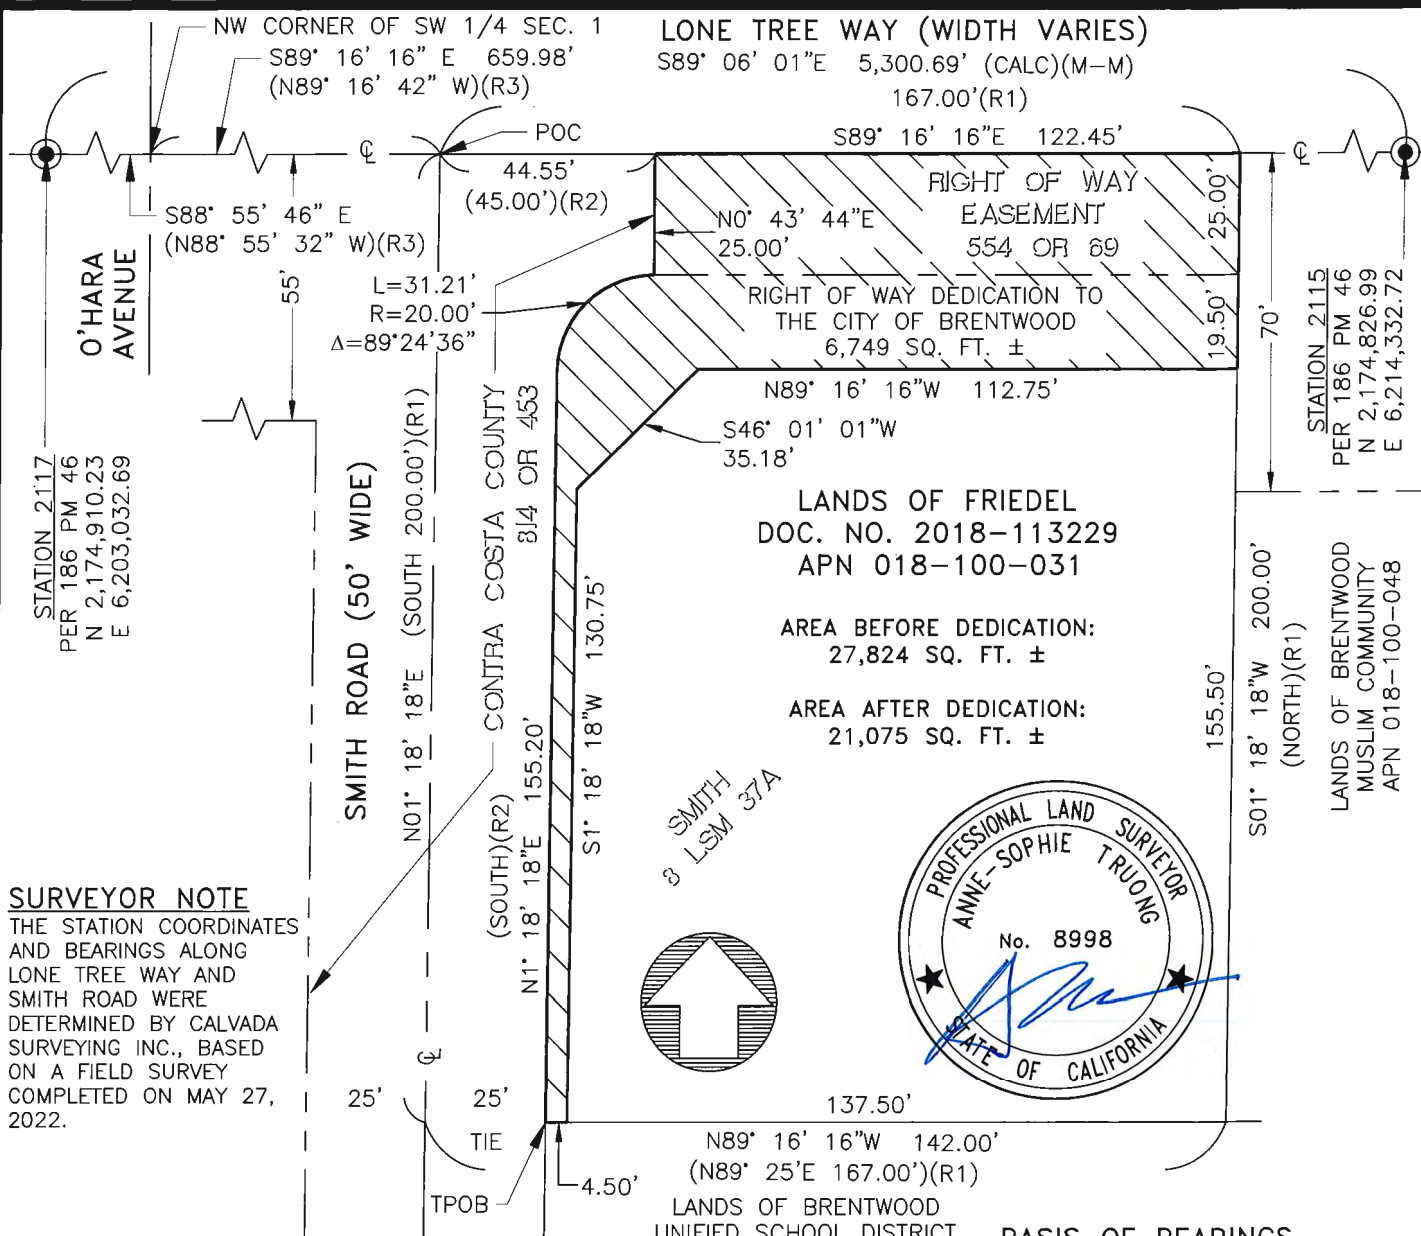 NW CORNER OF SW 1/4 SEC. 1
S89° 16' 16" E 659.98'
(N89° 16' 42" W)(R3)
LONE TREE WAY (WIDTH VARIES)
S89° 06' 01"E 5,300.69' (CALC)(M-M)
167.00'(R1)
POC
S89° 16' 16"E 122.45'
℄
℄
44.55'
(45.00')(R2)
RIGHT OF WAY
EASEMENT
554 OR 69
25.00'
S88° 55' 46" E
(N88° 55' 32" W)(R3)
N0° 43' 44"E
25.00'
O'HARA
AVENUE
55'
L=31.21'
R=20.00'
Δ=89°24'36"
RIGHT OF WAY DEDICATION TO
THE CITY OF BRENTWOOD
6,749 SQ. FT. ±
19.50'
70'
STATION 2115
PER 186 PM 46
N 2,174,826.99
E 6,214,332.72
N89° 16' 16"W 112.75'
S46° 01' 01"W
35.18'
STATION 2117
PER 186 PM 46
N 2,174,910.23
E 6,203,032.69
SMITH ROAD (50' WIDE)
N01° 18' 18"E (SOUTH 200.00')(R1)
CONTRA COSTA COUNTY
814 OR 453
LANDS OF FRIEDEL
DOC. NO. 2018-113229
APN 018-100-031
AREA BEFORE DEDICATION:
27,824 SQ. FT. ±
AREA AFTER DEDICATION:
21,075 SQ. FT. ±
(SOUTH)(R2)
N1° 18' 18"E 155.20'
S1° 18' 18"W 130.75'
155.50'
S01° 18' 18"W 200.00'
(NORTH)(R1)
LANDS OF BRENTWOOD
MUSLIM COMMUNITY
APN 018-100-048
SMITH
8 LSM 37A
PROFESSIONAL LAND SURVEYOR
ANNE-SOPHIE TRUONG
No. 8998
STATE OF CALIFORNIA
SURVEYOR NOTE
THE STATION COORDINATES
AND BEARINGS ALONG
LONE TREE WAY AND
SMITH ROAD WERE
DETERMINED BY CALVADA
SURVEYING INC., BASED
ON A FIELD SURVEY
COMPLETED ON MAY 27,
2022.
℄
25'
25'
TIE
137.50'
N89° 16' 16"W 142.00'
(N89° 25'E 167.00')(R1)
4.50'
TPOB
LANDS OF BRENTWOOD
UNIFIED SCHOOL DISTRICT
BASIS OF BEARINGS